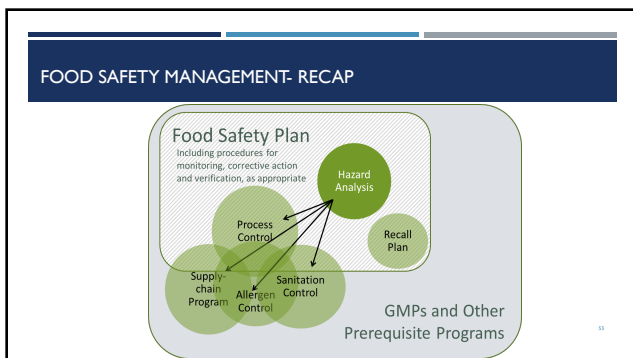 FOOD SAFETY MANAGEMENT- RECAP
Food Safety Plan
Including procedures for
monitoring, corrective action
and verification, as appropriate
Hazard
Analysis
Process
Control
Recall
Plan
Supply-
chain
Program
Allergen
Control
Sanitation
Control
GMPs and Other
Prerequisite Programs